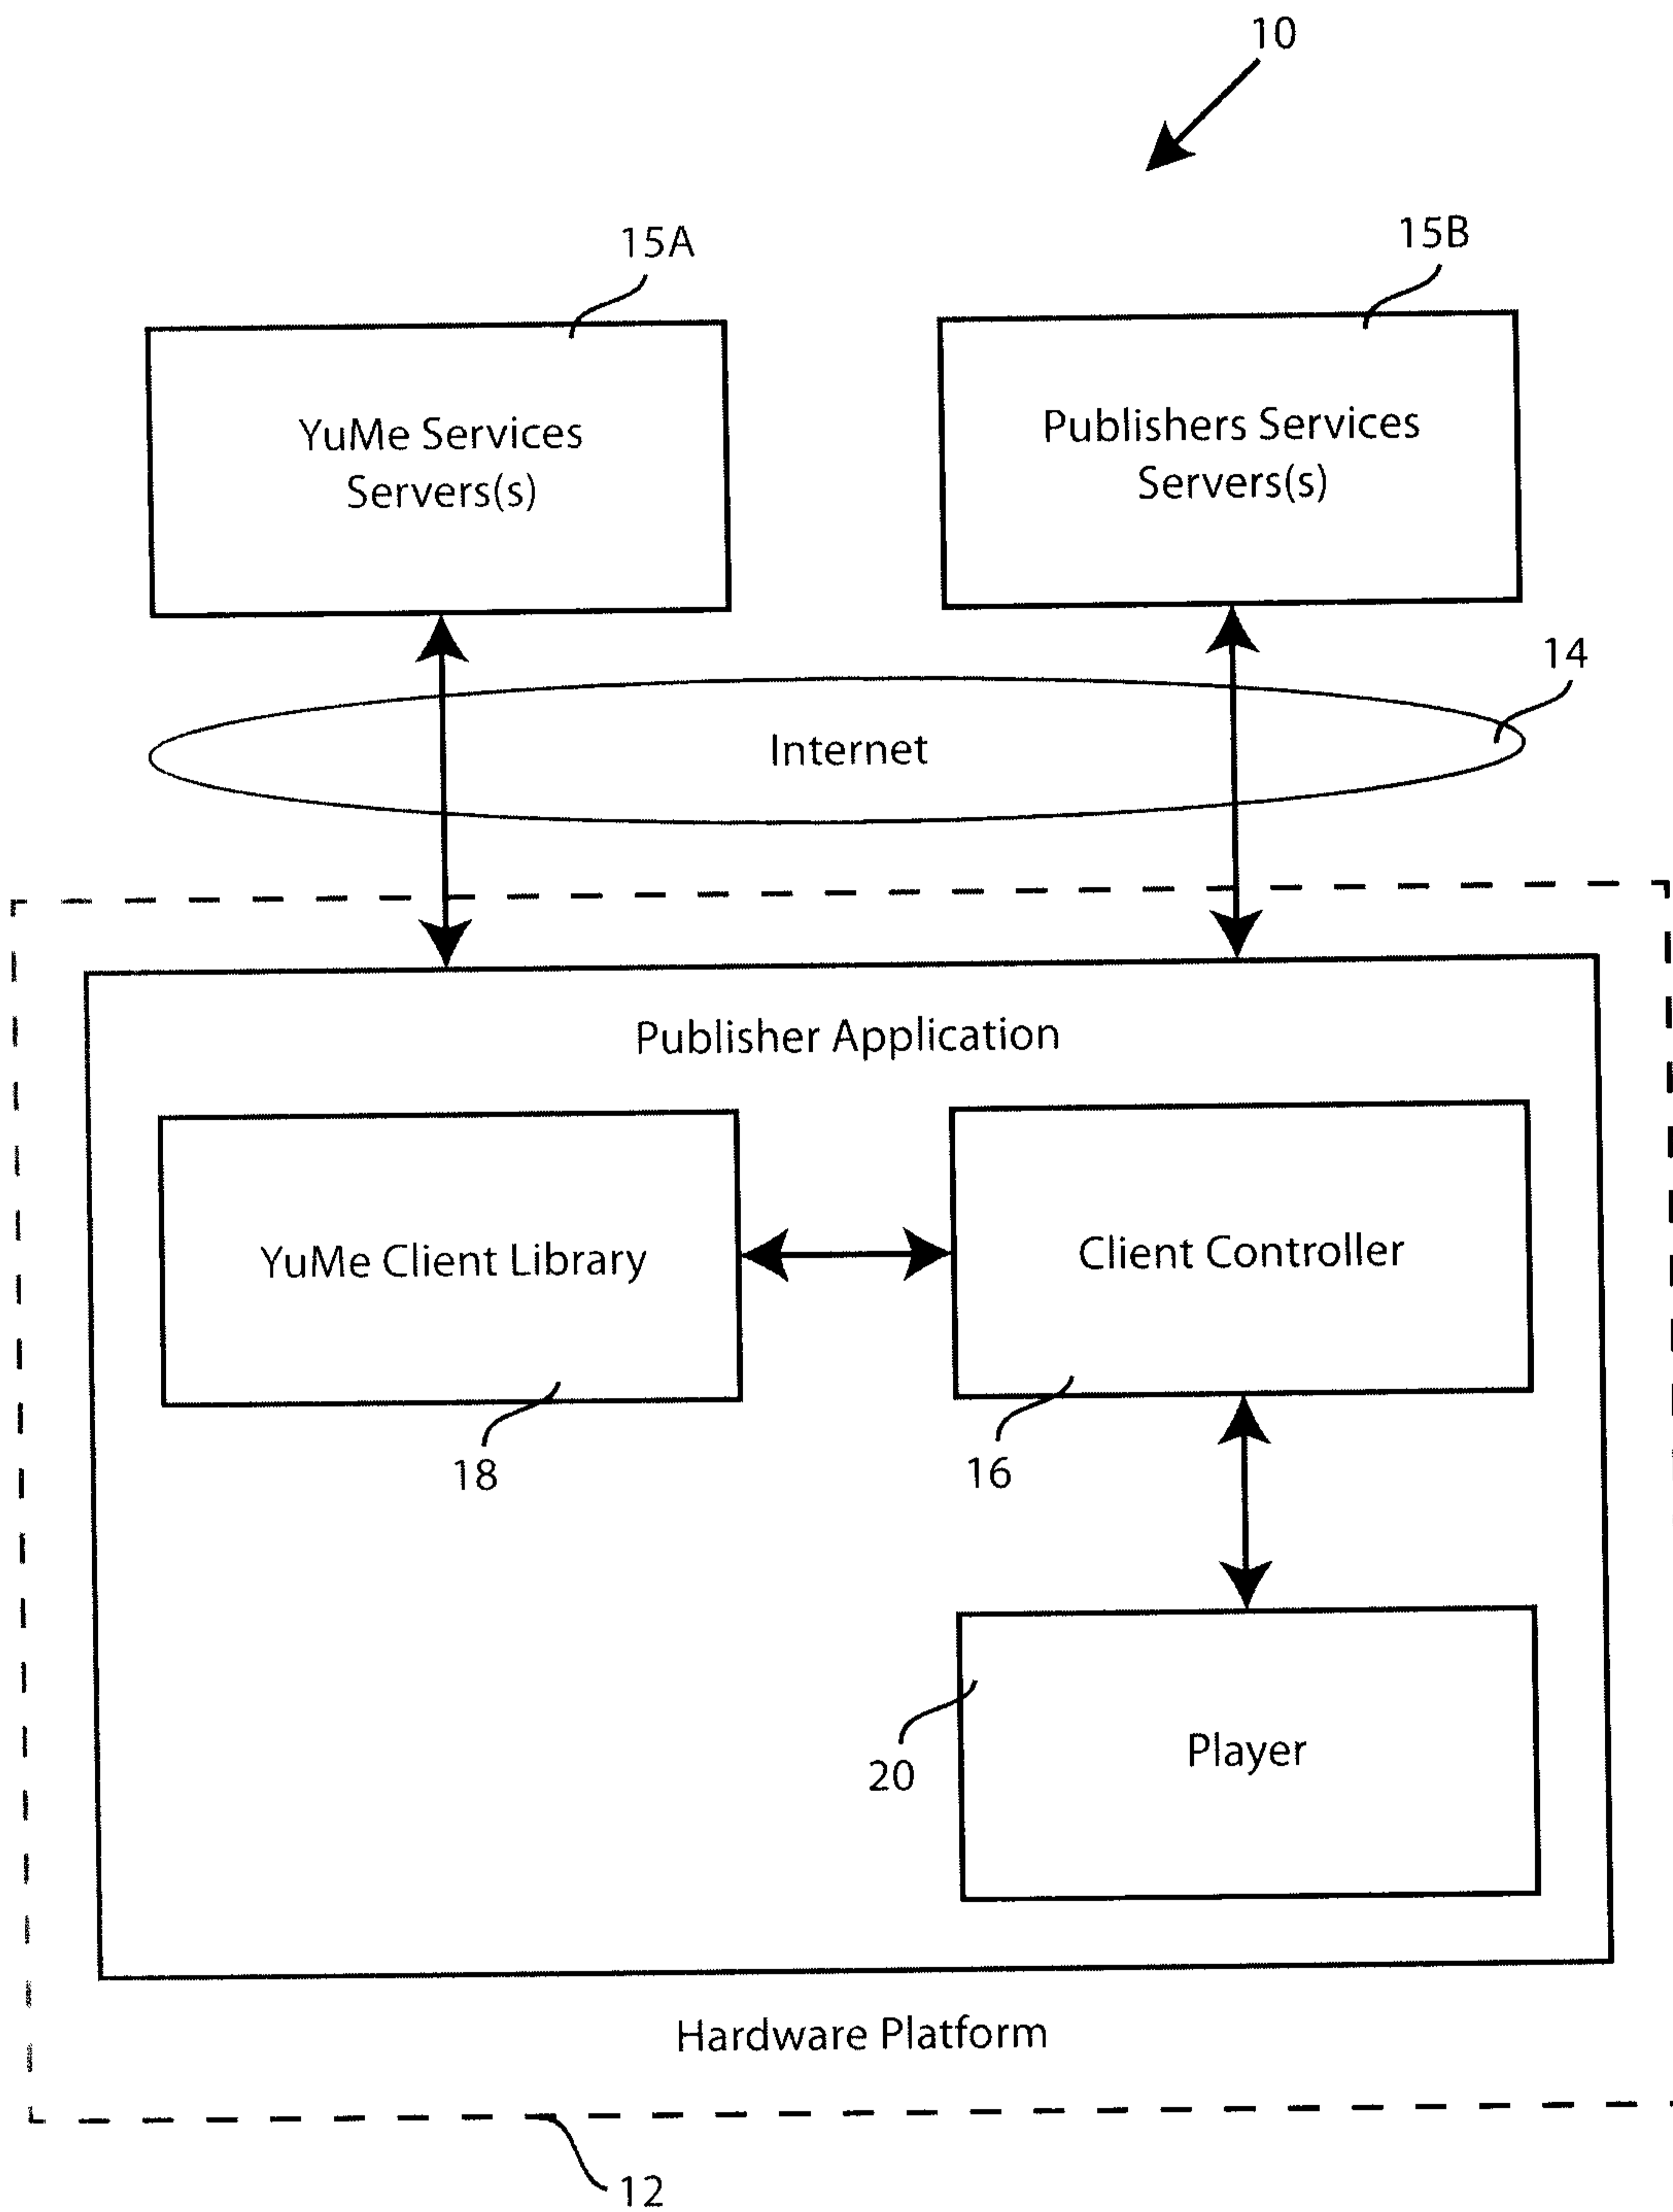 10
15A
15B
YuMe Services
Servers(s)
Publishers Services
Servers(s)
14
Internet
Publisher Application
YuMe Client Library
Client Controller
18
16
20
Player
Hardware Platform
12